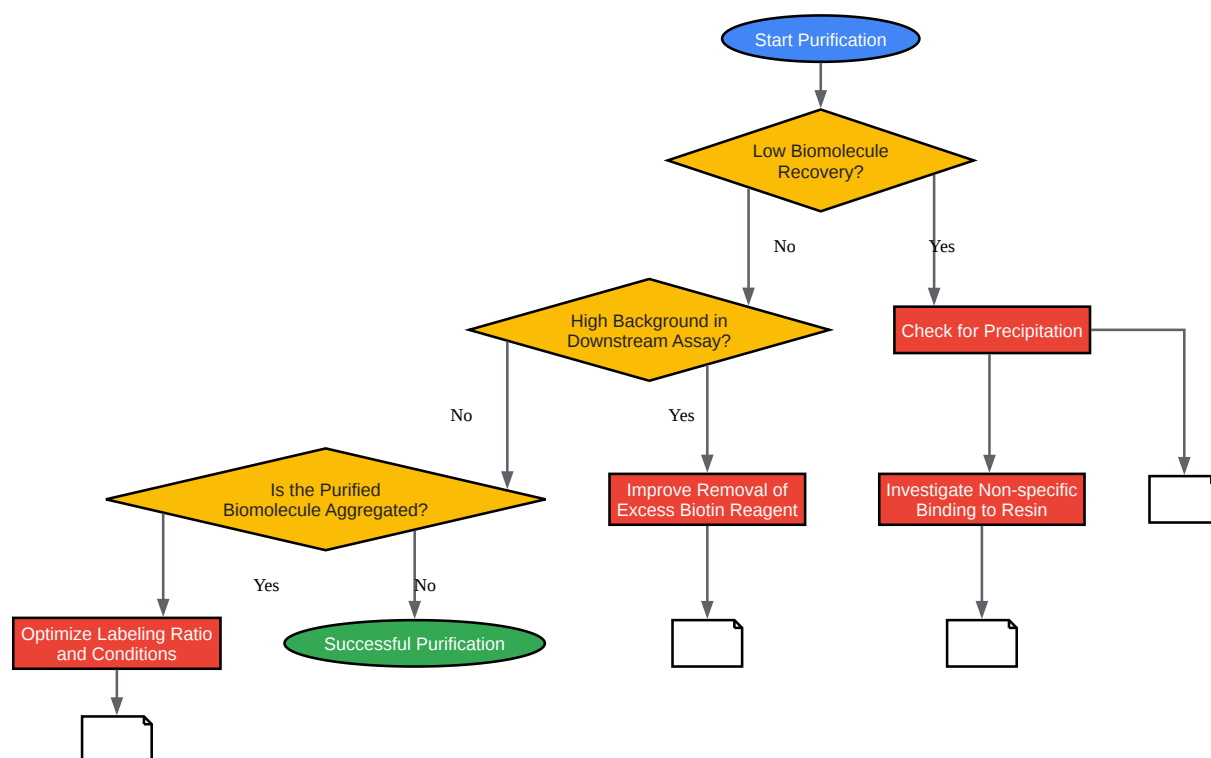 Start Purification
Low Biomolecule
Recovery?
No
Yes
High Background in
Downstream Assay?
Check for Precipitation
No
Yes
Is the Purified
Biomolecule Aggregated?
Improve Removal of
Excess Biotin Reagent
Investigate Non-specific
Binding to Resin
Yes
No
Optimize Labeling Ratio
and Conditions
Successful Purification